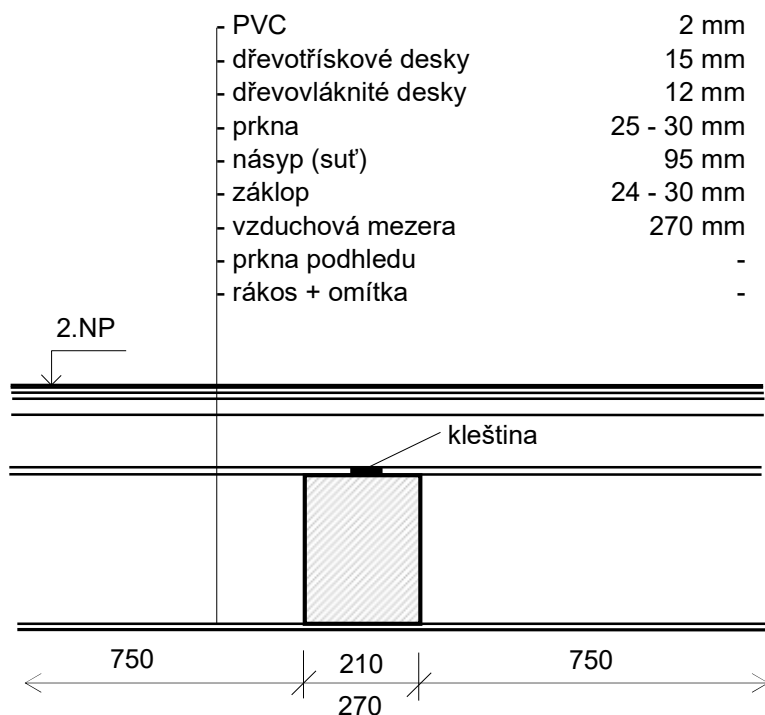 - PVC 2 mm
- dřevotřískové desky 15 mm
- dřevovláknité desky 12 mm
- prkna 25 - 30 mm
- násyp (suť) 95 mm
- záklop 24 - 30 mm
- vzduchová mezera 270 mm
- prkna podhledu -
- rákos + omítka -
2.NP
kleština
750 210 750
270